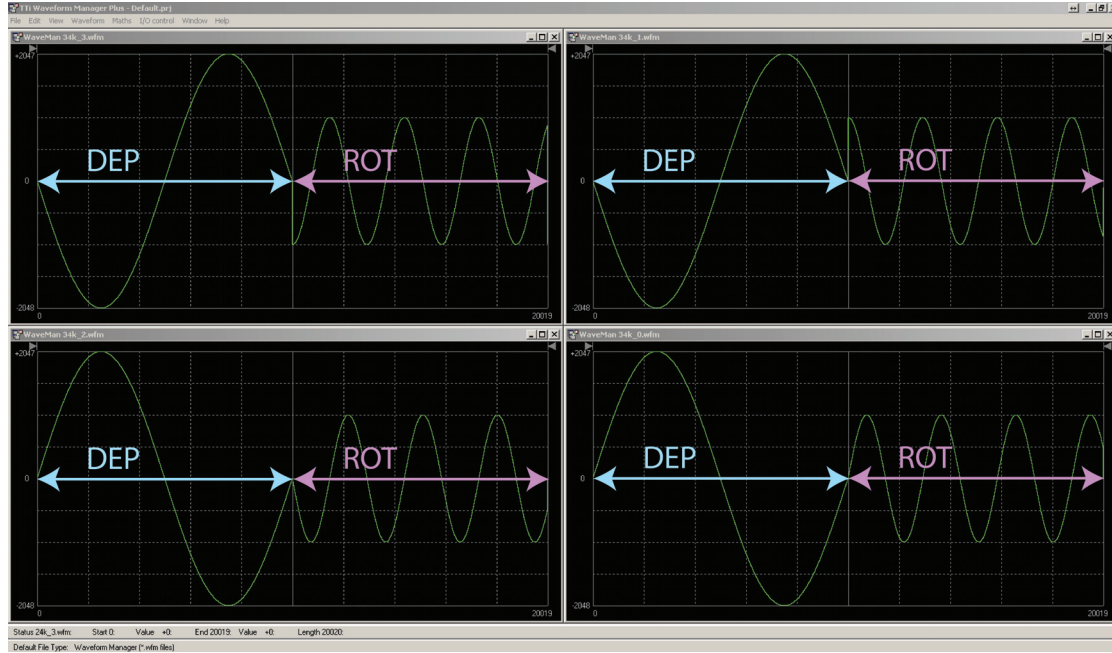 TTi Waveform Manager Plus - Default.prj
File Edit View Waveform Maths I/O control Window Help
WaveMan 34k_3.wfm
+2047
DEP
ROT
0
-2048
0
20019
WaveMan 34k_1.wfm
+2047
DEP
ROT
0
-2048
0
20019
WaveMan 34k_2.wfm
+2047
DEP
ROT
0
-2048
0
20019
WaveMan 34k_0.wfm
+2047
DEP
ROT
0
-2048
0
20019
Status 24k_3.wfm: Start 0: Value +0: End 20019: Value +0: Length 20020:
Default File Type: Waveform Manager (*.wfm files)